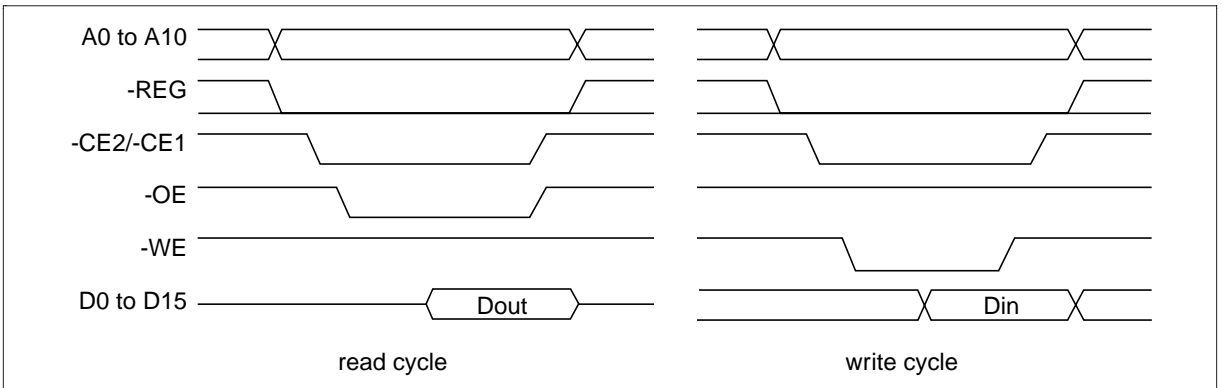 A0 to A10
-REG
-CE2/-CE1
-OE
-WE
D0 to D15
Dout
Din
read cycle
write cycle